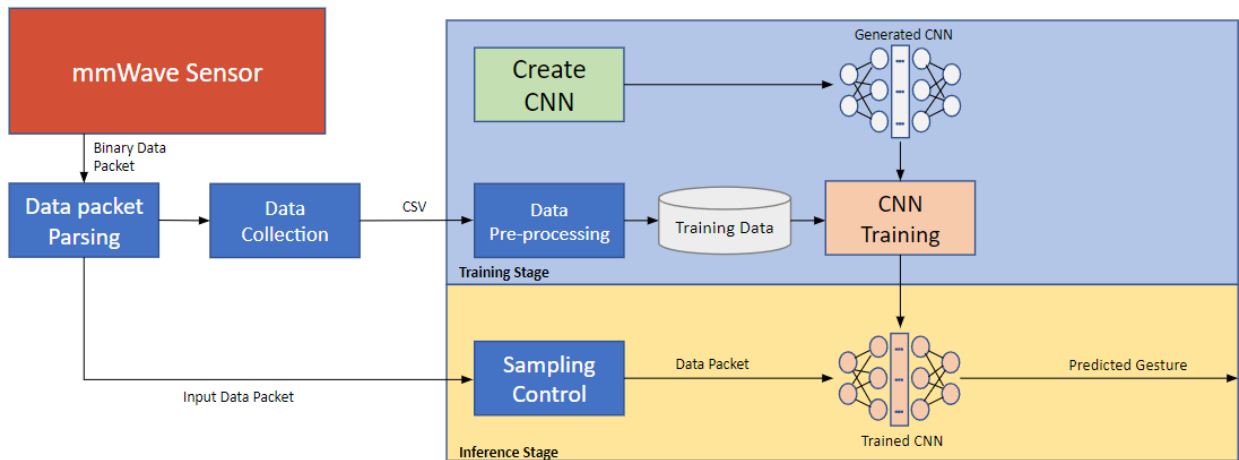 mmWave Sensor
Binary Data
Packet
Data packet
Parsing
Data
Collection
CSV
Input Data Packet
Create
CNN
Generated CNN
...
...
...
Data
Pre-processing
Training Data
CNN
Training
Training Stage
Sampling
Control
Data Packet
...
...
...
Trained CNN
Predicted Gesture
Inference Stage